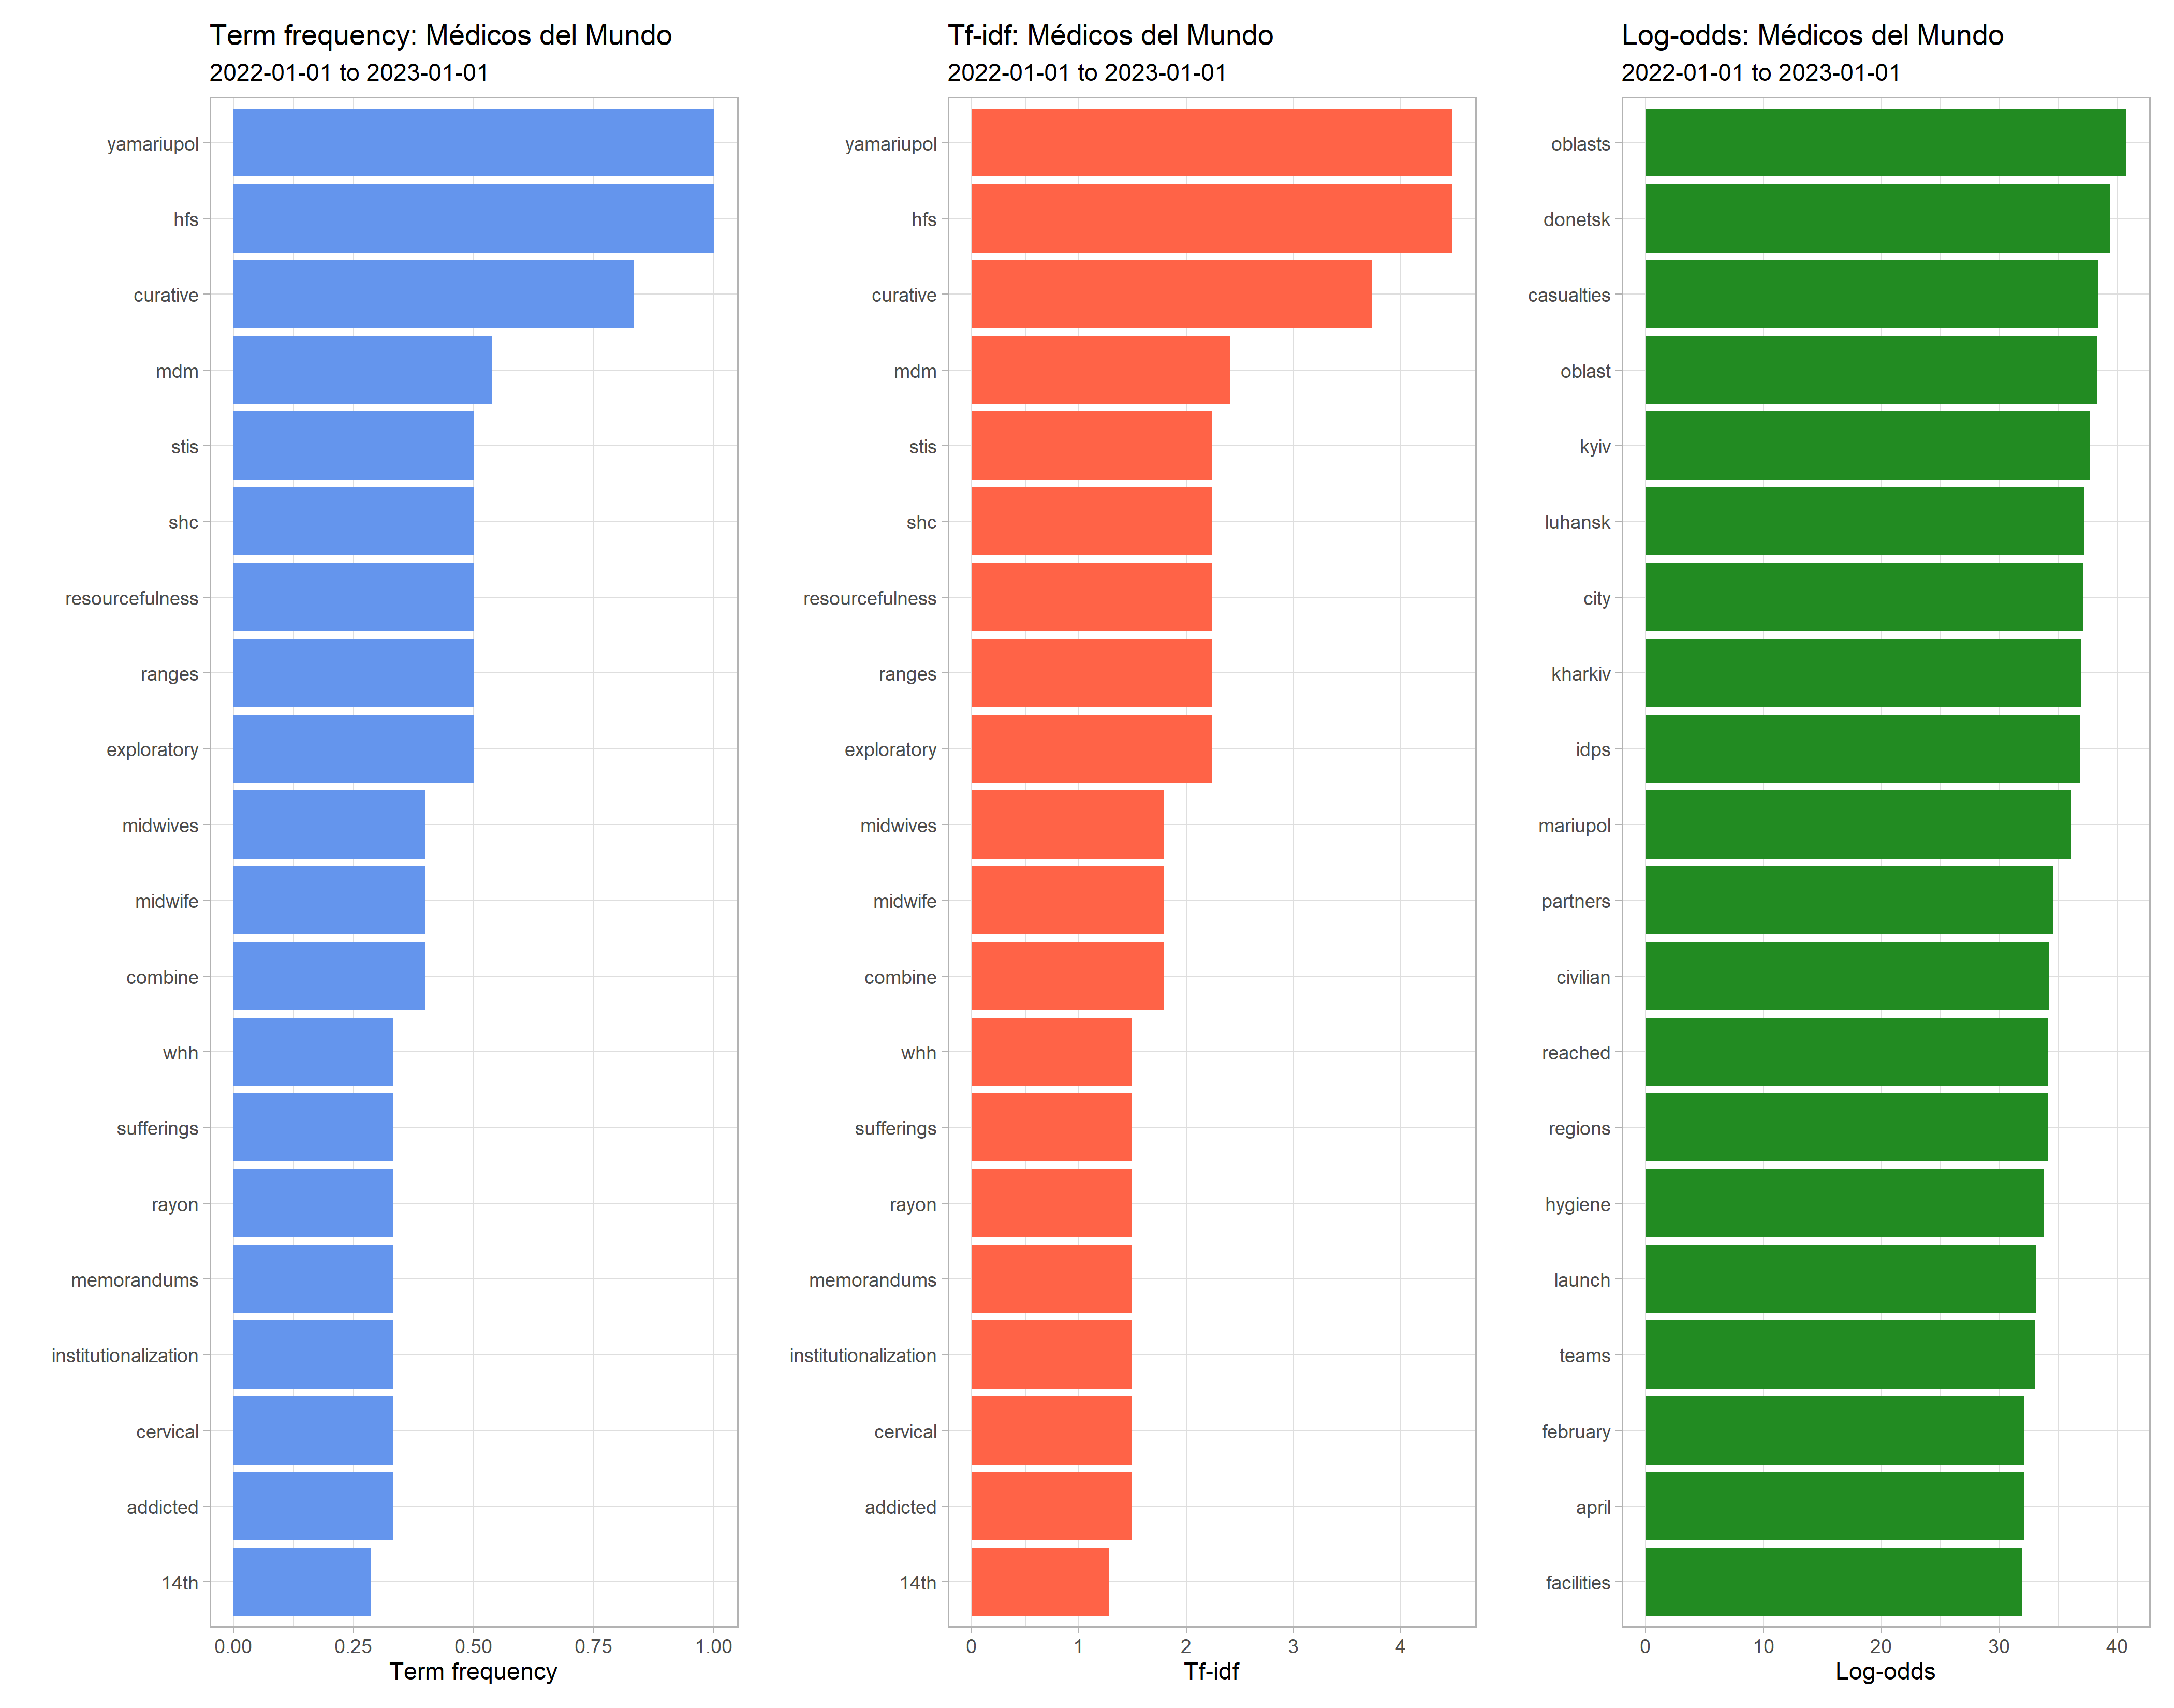 Term frequency: Médicos del Mundo
2022-01-01 to 2023-01-01
yamariupol
hfs
curative
mdm
stis
shc
resourcefulness
ranges
exploratory
midwives
midwife
combine
whh
sufferings
rayon
memorandums
institutionalization
cervical
addicted
14th
0.00 0.25 0.50 0.75 1.00
Term frequency
Tf-idf: Médicos del Mundo
2022-01-01 to 2023-01-01
yamariupol
hfs
curative
mdm
stis
shc
resourcefulness
ranges
exploratory
midwives
midwife
combine
whh
sufferings
rayon
memorandums
institutionalization
cervical
addicted
14th
0 1 2 3 4
Tf-idf
Log-odds: Médicos del Mundo
2022-01-01 to 2023-01-01
oblasts
donetsk
casualties
oblast
kyiv
luhansk
city
kharkiv
idps
mariupol
partners
civilian
reached
regions
hygiene
launch
teams
february
april
facilities
0 10 20 30 40
Log-odds